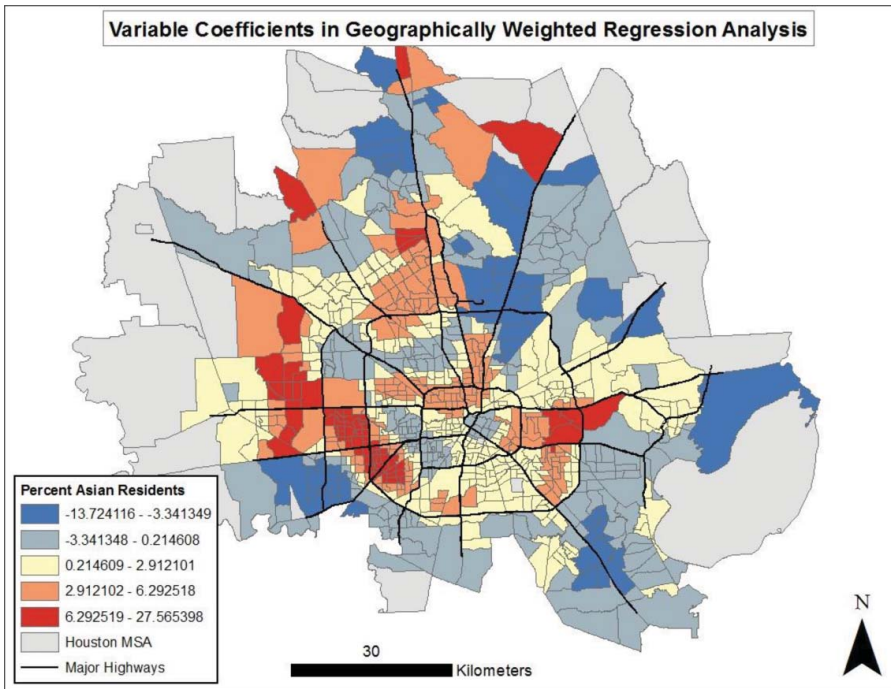 Variable Coefficients in Geographically Weighted Regression Analysis
Percent Asian Residents
-13.724116 - -3.341349
-3.341348 - 0.214608
0.214609 - 2.912101
2.912102 - 6.292518
6.292519 - 27.565398
Houston MSA
Major Highways
30
Kilometers
N